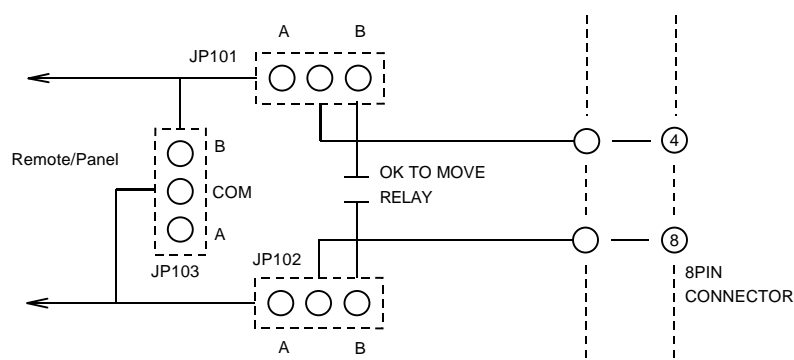 A B
JP101
4
Remote/Panel
B
COM
A
JP103
OK TO MOVE
RELAY
8
JP102
8PIN
CONNECTOR
A B